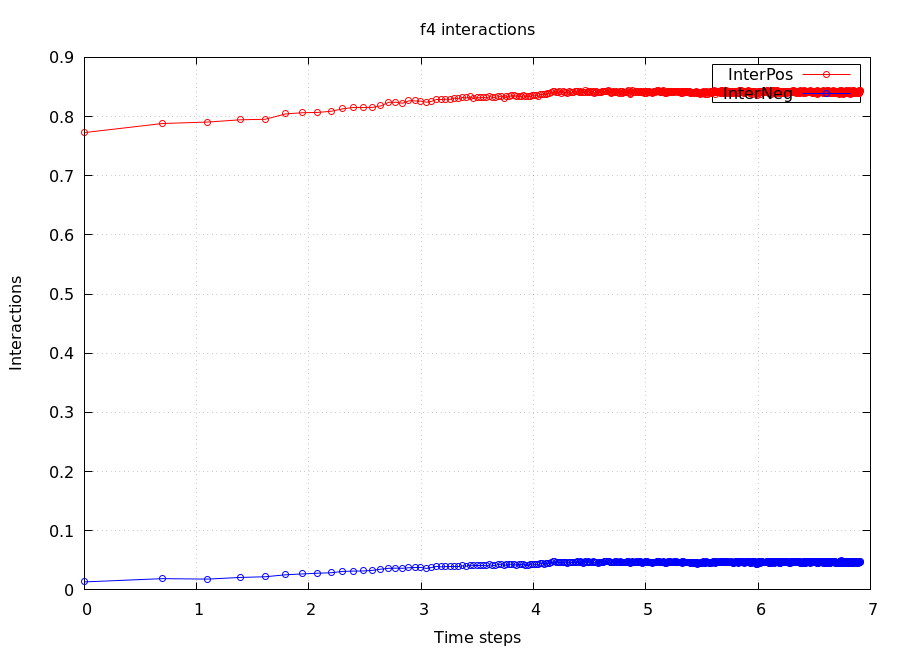 f4 interactions
0.9
0.8
0.7
0.6
0.5
0.4
0.3
0.2
0.1
0
Interactions
InterPos
InterNeg
0 1 2 3 4 5 6 7
Time steps